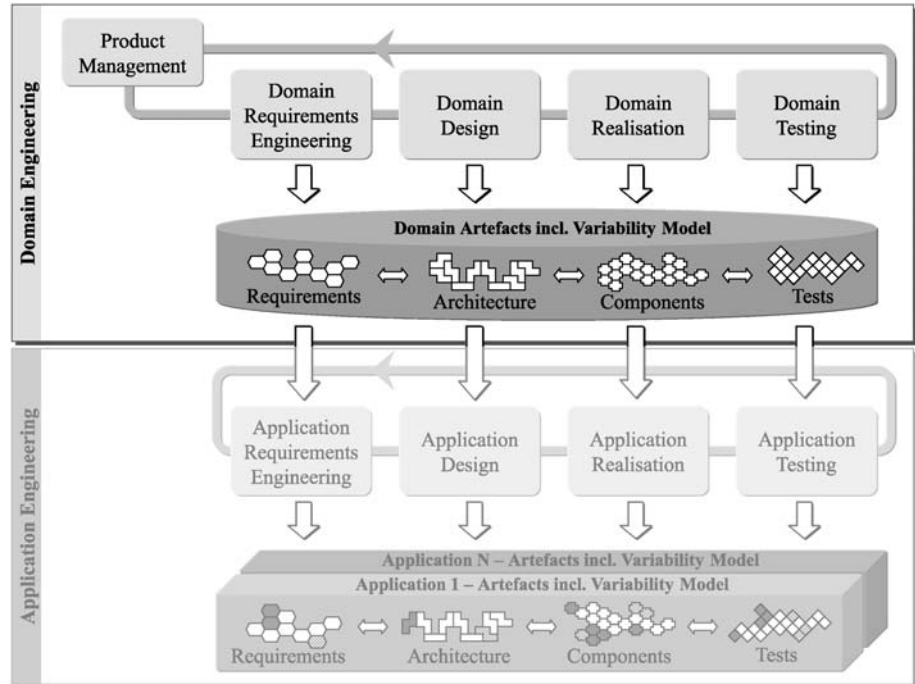 Domain Engineering
Product
Management
Domain
Requirements
Engineering
Domain
Design
Domain
Realisation
Domain
Testing
Domain Artefacts incl. Variability Model
Requirements
Architecture
Components
Tests
Application Engineering
Application
Requirements
Engineering
Application
Design
Application
Realisation
Application
Testing
Application N – Artefacts incl. Variability Model
Application 1 – Artefacts incl. Variability Model
Requirements
Architecture
Components
Tests